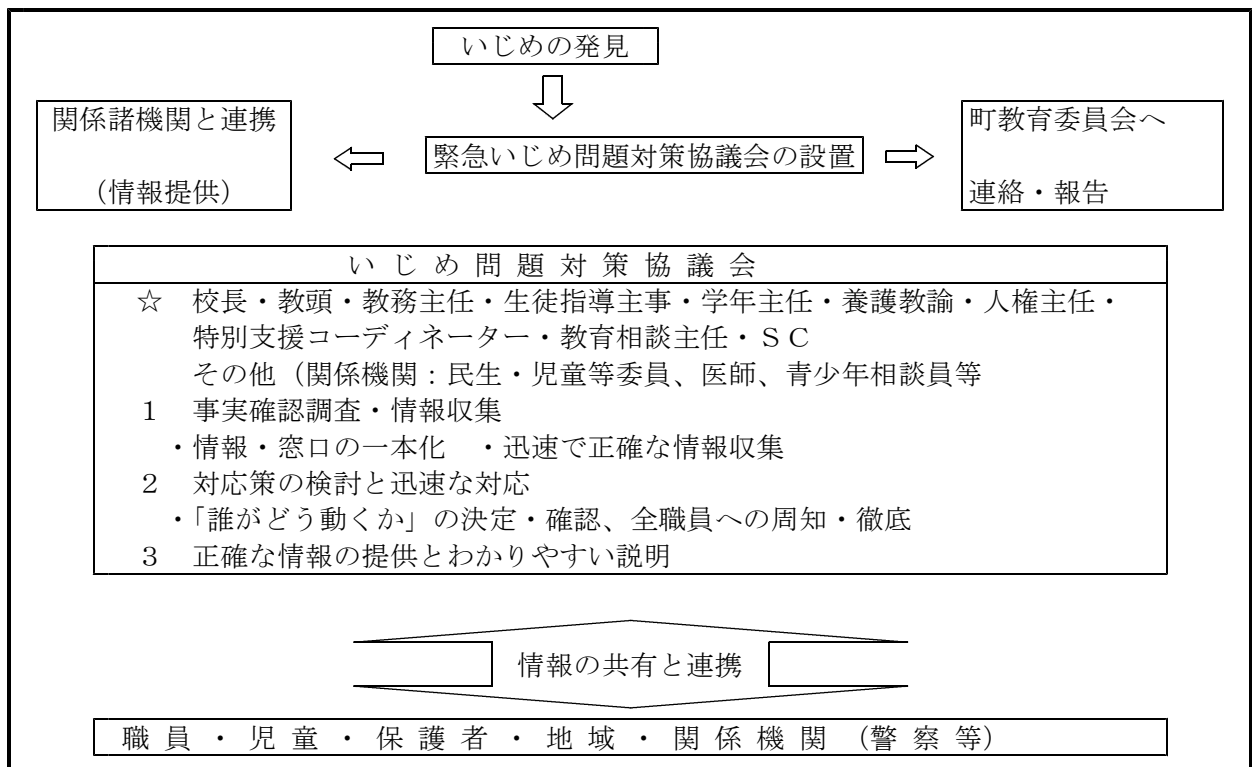 いじめの発見
関係諸機関と連携
(情報提供)
緊急いじめ問題対策協議会の設置
町教育委員会へ
連絡・報告
いじめ問題対策協議会
☆ 校長・教頭・教務主任・生徒指導主事・学年主任・養護教諭・人権主任・
特別支援コーディネーター・教育相談主任・ＳＣ
その他(関係機関:民生・児童等委員、医師、青少年相談員等
１ 事実確認調査・情報収集
・情報・窓口の一本化 ・迅速で正確な情報収集
２ 対応策の検討と迅速な対応
・「誰がどう動くか」の決定・確認、全職員への周知・徹底
３ 正確な情報の提供とわかりやすい説明
情報の共有と連携
職員・児童・保護者・地域・関係機関(警察等)